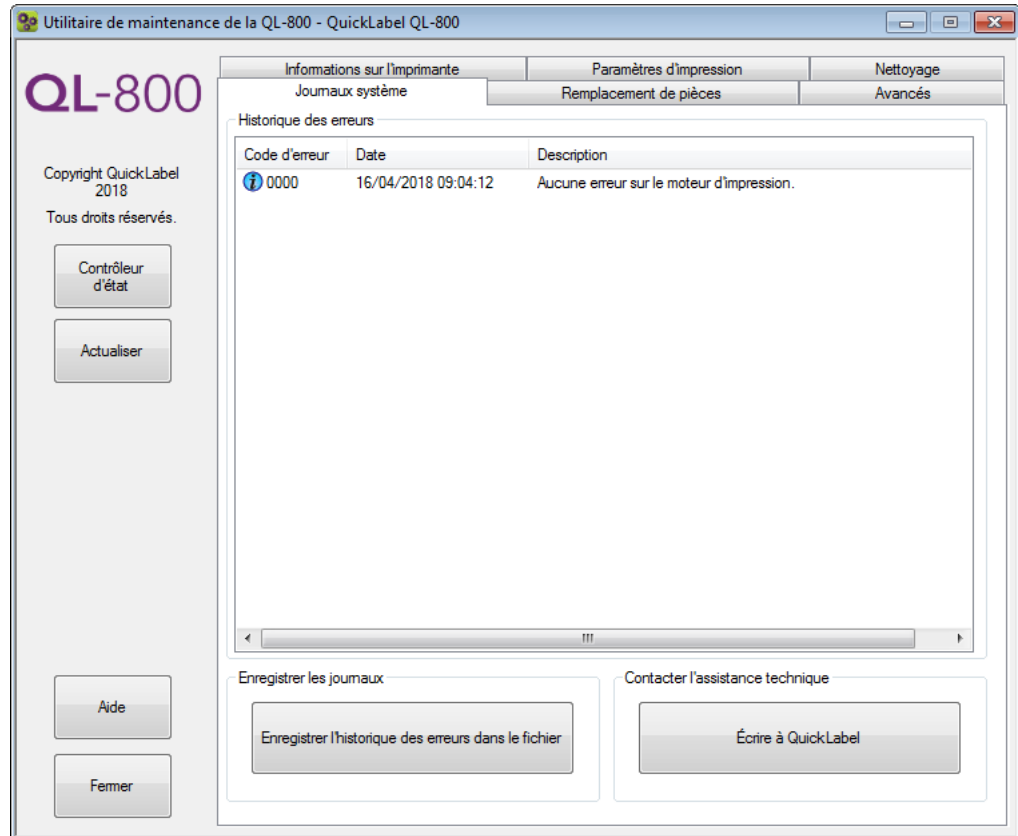 Utilitaire de maintenance de la QL-800 - QuickLabel QL-800
QL-800
Copyright QuickLabel
2018
Tous droits réservés.
Contrôleur
d'état
Actualiser
Aide
Fermer
Informations sur l'imprimante Paramètres d'impression Nettoyage
Journaux système Remplacement de pièces Avancés
Historique des erreurs
Code d'erreur Date Description
0000 16/04/2018 09:04:12 Aucune erreur sur le moteur d'impression.
Enregistrer les journaux
Enregistrer l'historique des erreurs dans le fichier
Contacter l'assistance technique
Écrire à QuickLabel